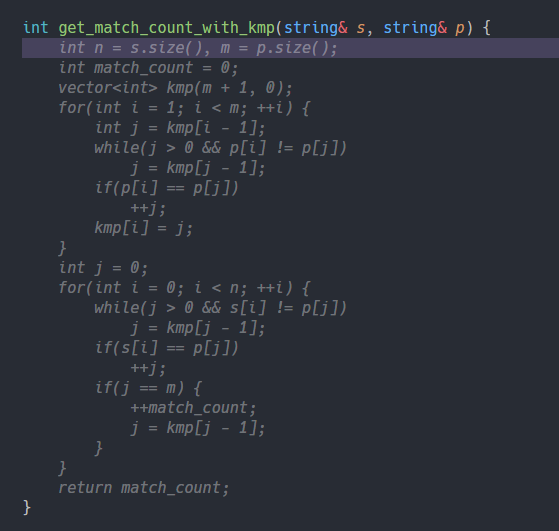 int get_match_count_with_kmp(string& s, string& p) {
    int n = s.size(), m = p.size();
    int match_count = 0;
    vector<int> kmp(m + 1, 0);
    for(int i = 1; i < m; ++i) {
        int j = kmp[i - 1];
        while(j > 0 && p[i] != p[j])
            j = kmp[j - 1];
        if(p[i] == p[j])
            ++j;
        kmp[i] = j;
    }
    int j = 0;
    for(int i = 0; i < n; ++i) {
        while(j > 0 && s[i] != p[j])
            j = kmp[j - 1];
        if(s[i] == p[j])
            ++j;
        if(j == m) {
            ++match_count;
            j = kmp[j - 1];
        }
    }
    return match_count;
}